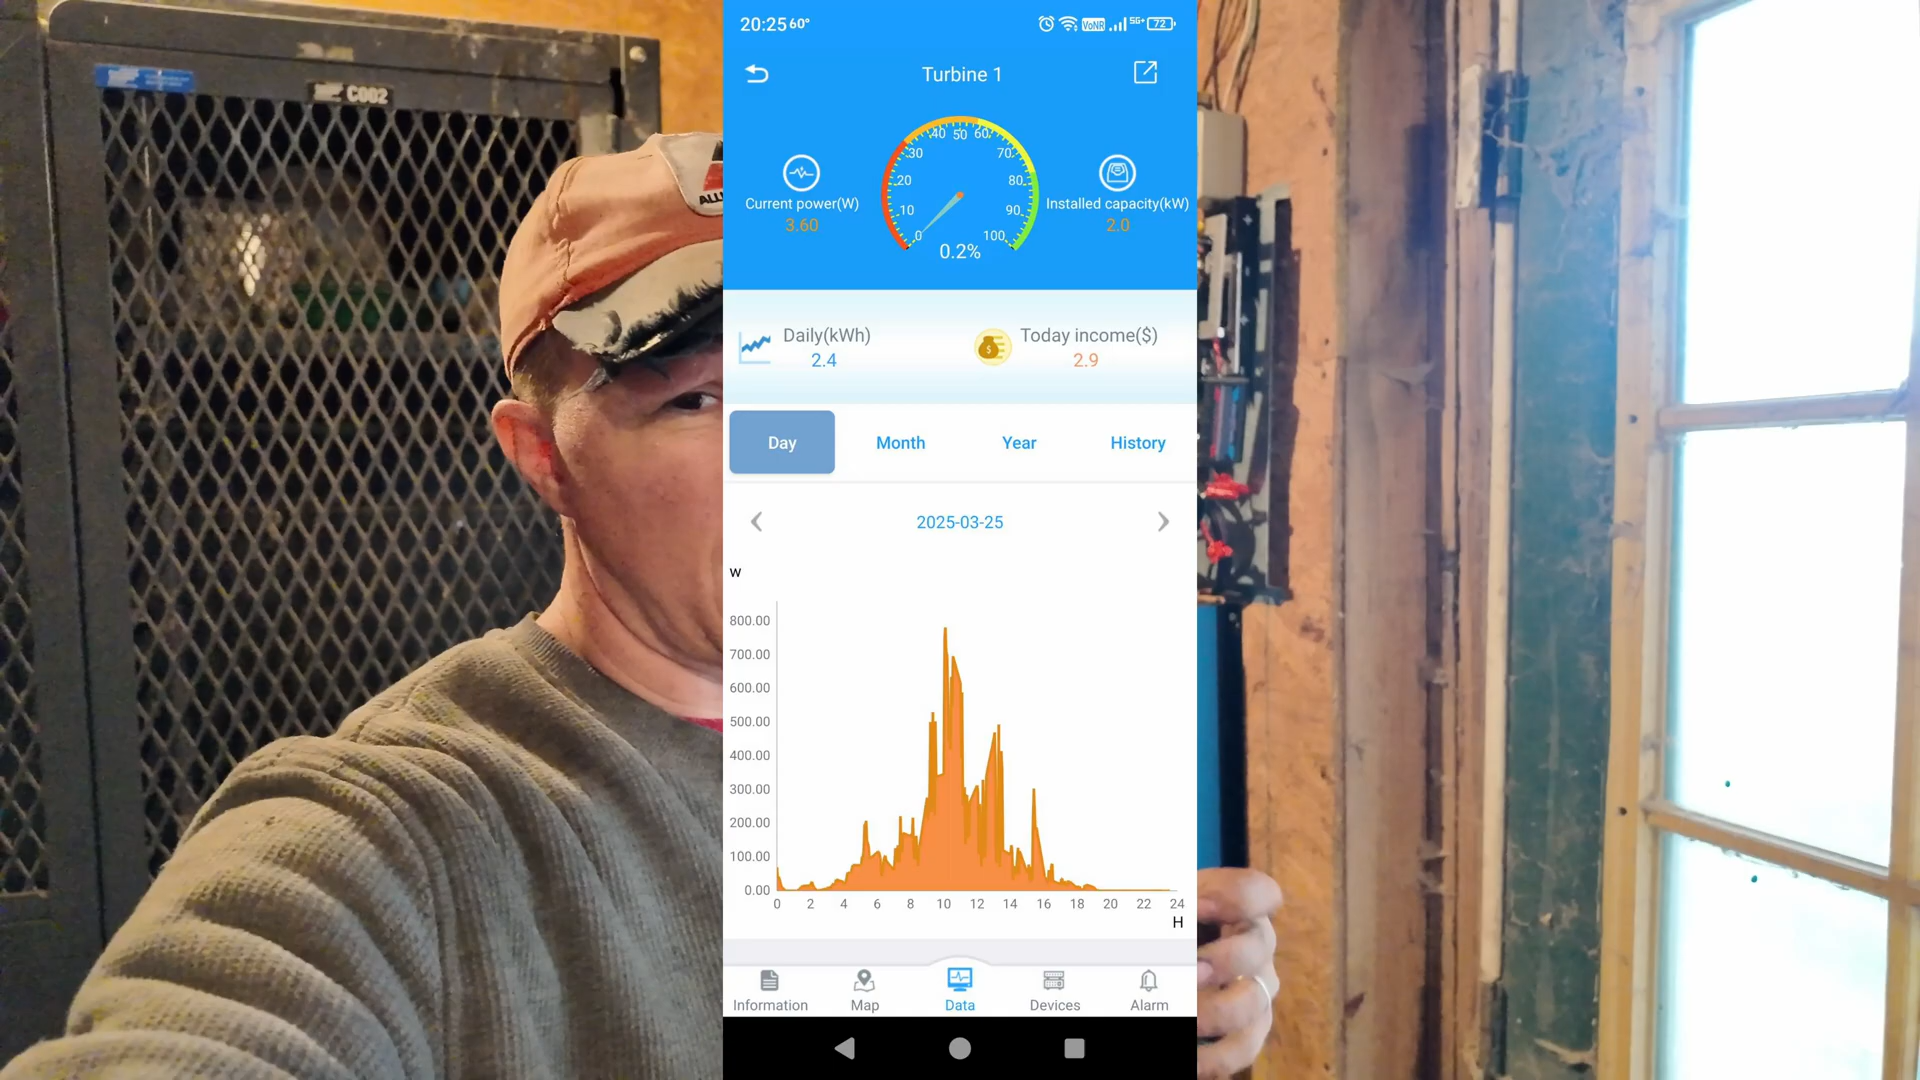 C002
ALL
20:25 60°
VoNR
5G+
72
Turbine 1
Current power(W)
3.60
0 10 20 30 40 50 60 70 80 90 100
0.2%
Installed capacity(kW)
2.0
Daily(kWh)
2.4
Today income($)
2.9
Day Month Year History
2025-03-25
W
800.00
700.00
600.00
500.00
400.00
300.00
200.00
100.00
0.00
0 2 4 6 8 10 12 14 16 18 20 22 24
H
Information Map Data Devices Alarm